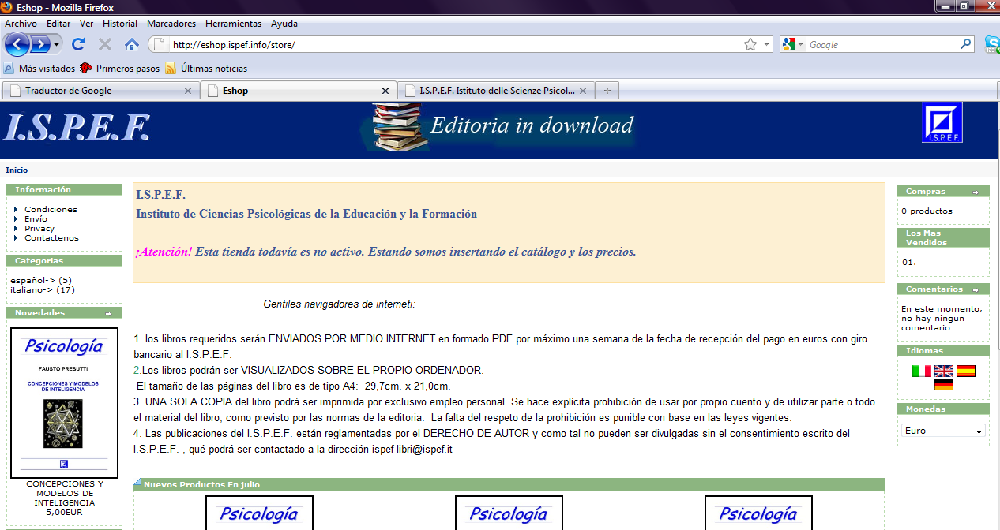 Eshop - Mozilla Firefox
Archivo Editar Ver Historial Marcadores Herramientas Ayuda
http://eshop.ispef.info/store/
Google
Más visitados Primeros pasos Últimas noticias
Traductor de Google
Eshop
I.S.P.E.F. Istituto delle Scienze Psicol...
I.S.P.E.F.
Editoria in download
I.S.P.E.F.
Inicio
Información
Condiciones
Envío
Privacy
Contactenos
Categorias
español-> (5)
italiano-> (17)
Novedades
Psicología
FAUSTO PRESUTTI
CONCEPCIONES Y MODELOS
DE INTELIGENCIA
CONCEPCIONES Y
MODELOS DE
INTELIGENCIA
5,00EUR
I.S.P.E.F.
Instituto de Ciencias Psicológicas de la Educación y la Formación
¡Atención! Esta tienda todavía es no activo. Estando somos insertando el catálogo y los precios.
Gentiles navigadores de interneti:
1. los libros requeridos serán ENVIADOS POR MEDIO INTERNET en formado PDF por máximo una semana de la fecha de recepción del pago en euros con giro
bancario al I.S.P.E.F.
2.Los libros podrán ser VISUALIZADOS SOBRE EL PROPIO ORDENADOR.
El tamaño de las páginas del libro es de tipo A4: 29,7cm. x 21,0cm.
3. UNA SOLA COPIA del libro podrá ser imprimida por exclusivo empleo personal. Se hace explícita prohibición de usar por propio cuento y de utilizar parte o todo
el material del libro, como previsto por las normas de la editoria. La falta del respeto de la prohibición es punible con base en las leyes vigentes.
4. Las publicaciones del I.S.P.E.F. están reglamentadas por el DERECHO DE AUTOR y como tal no pueden ser divulgadas sin el consentimiento escrito del
I.S.P.E.F. , qué podrá ser contactado a la dirección ispef-libri@ispef.it
Nuevos Productos En julio
Psicología
Psicología
Psicología
Compras
0 productos
Los Mas
Vendidos
01.
Comentarios
En este momento,
no hay ningun
comentario
Idiomas
Monedas
Euro